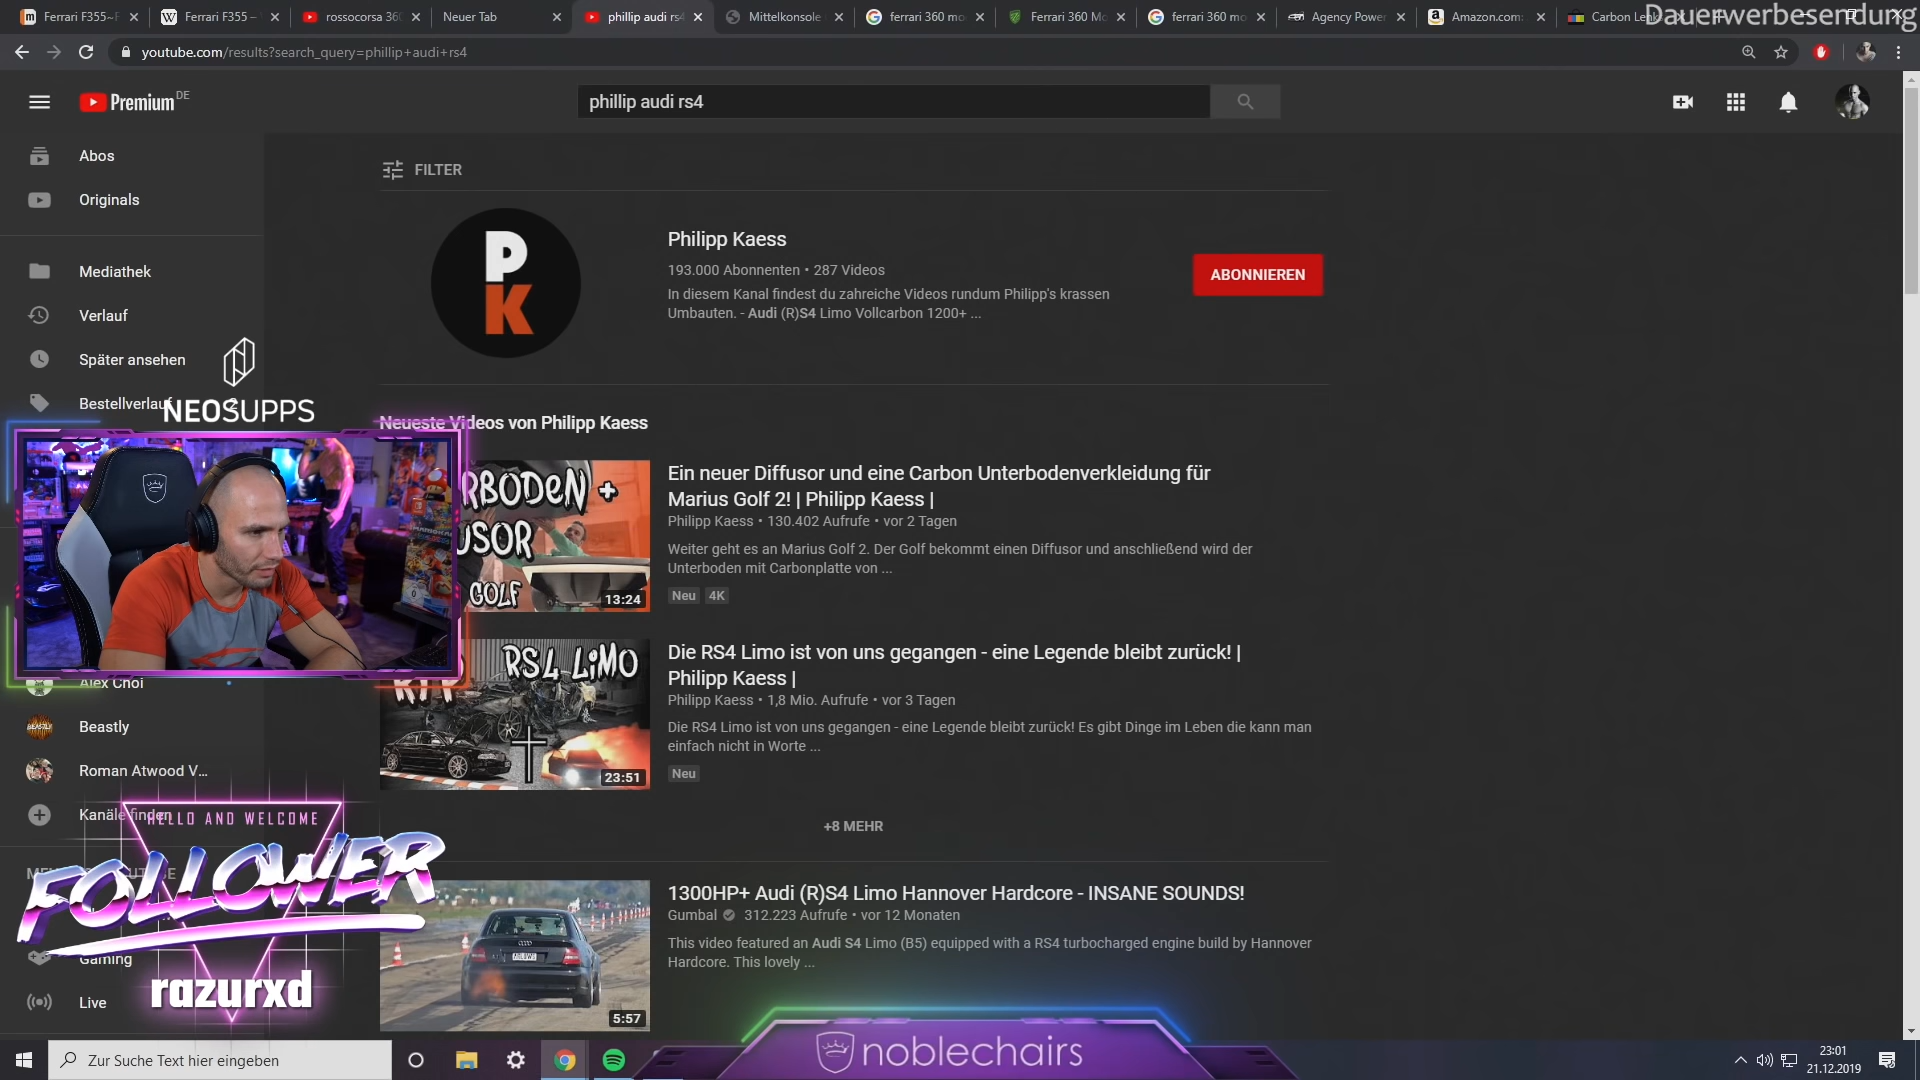 Ferrari F355
Ferrari F355 –
rossocorsa 360
Neuer Tab
phillip audi rs4
Mittelkonsole
ferrari 360 mo
Ferrari 360 Mo
ferrari 360 mo
Agency Power
Amazon.com:
Carbon
Dauerwerbesendung
youtube.com/results?search_query=phillip+audi+rs4
Premium DE
phillip audi rs4
Abos
Originals
Mediathek
Verlauf
Später ansehen
Bestellverlauf
NEOSUPPS
FILTER
PK
Philipp Kaess
193.000 Abonnenten • 287 Videos
In diesem Kanal findest du zahreiche Videos rundum Philipp's krassen
Umbauten. - Audi (R)S4 Limo Vollcarbon 1200+ ...
ABONNIEREN
Neueste Videos von Philipp Kaess
RBODEN +
USOR
GOLF
13:24
Ein neuer Diffusor und eine Carbon Unterbodenverkleidung für
Marius Golf 2! | Philipp Kaess |
Philipp Kaess • 130.402 Aufrufe • vor 2 Tagen
Weiter geht es an Marius Golf 2. Der Golf bekommt einen Diffusor und anschließend wird der
Unterboden mit Carbonplatte von ...
Neu 4K
RS4 LiMO
23:51
Die RS4 Limo ist von uns gegangen - eine Legende bleibt zurück! |
Philipp Kaess |
Philipp Kaess • 1,8 Mio. Aufrufe • vor 3 Tagen
Die RS4 Limo ist von uns gegangen - eine Legende bleibt zurück! Es gibt Dinge im Leben die kann man
einfach nicht in Worte ...
Neu
+8 MEHR
5:57
1300HP+ Audi (R)S4 Limo Hannover Hardcore - INSANE SOUNDS!
Gumbal 312.223 Aufrufe • vor 12 Monaten
This video featured an Audi S4 Limo (B5) equipped with a RS4 turbocharged engine build by Hannover
Hardcore. This lovely ...
Alex Choi
Beastly
Roman Atwood V...
Kanäle finden
HELLO AND WELCOME
FOLLOWER
Gaming
razurxd
Live
noblechairs
Zur Suche Text hier eingeben
23:01
21.12.2019